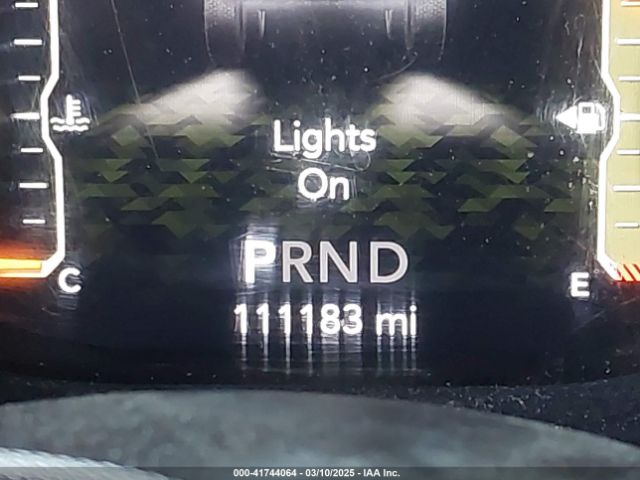 Lights
On
PRND
C
E
111183 mi
000-41744064 - 03/10/2025 - IAA Inc.